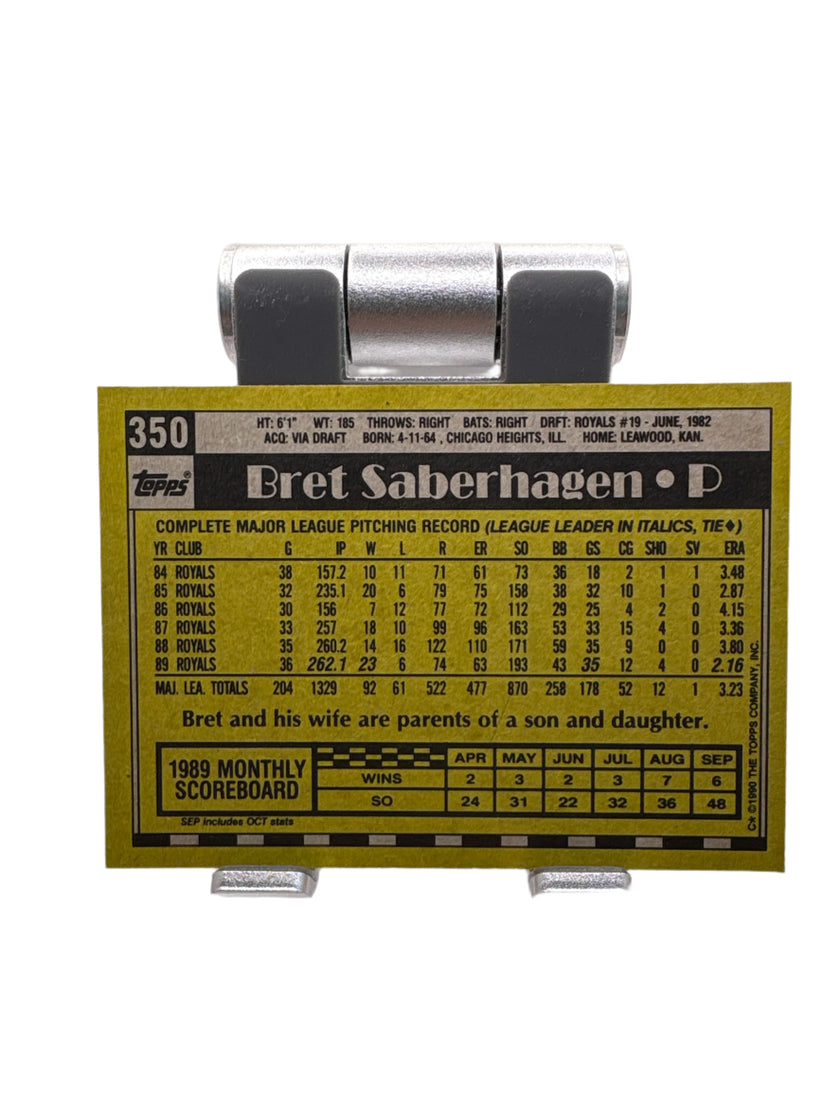 350
HT: 6'1" WT: 185 THROWS: RIGHT BATS: RIGHT DRFT: ROYALS #19 - JUNE, 1982
ACQ: VIA DRAFT BORN: 4-11-64 , CHICAGO HEIGHTS, ILL. HOME: LEAWOOD, KAN.
Topps® Bret Saberhagen • P
COMPLETE MAJOR LEAGUE PITCHING RECORD (LEAGUE LEADER IN ITALICS, TIE♦)
YR CLUB G IP W L R ER SO BB GS CG SHO SV ERA
84 ROYALS 38 157.2 10 11 71 61 73 36 18 2 1 1 3.48
85 ROYALS 32 235.1 20 6 79 75 158 38 32 10 1 0 2.87
86 ROYALS 30 156 7 12 77 72 112 29 25 4 2 0 4.15
87 ROYALS 33 257 18 10 99 96 163 53 33 15 4 0 3.36
88 ROYALS 35 260.2 14 16 122 110 171 59 35 9 0 0 3.80
89 ROYALS 36 262.1 23 6 74 63 193 43 35 12 4 0 2.16
MAJ. LEA. TOTALS 204 1329 92 61 522 477 870 258 178 52 12 1 3.23
Bret and his wife are parents of a son and daughter.
1989 MONTHLY
SCOREBOARD
APR MAY JUN JUL AUG SEP
WINS 2 3 2 3 7 6
SO 24 31 22 32 36 48
SEP includes OCT stats
C* ©1990 THE TOPPS COMPANY, INC.